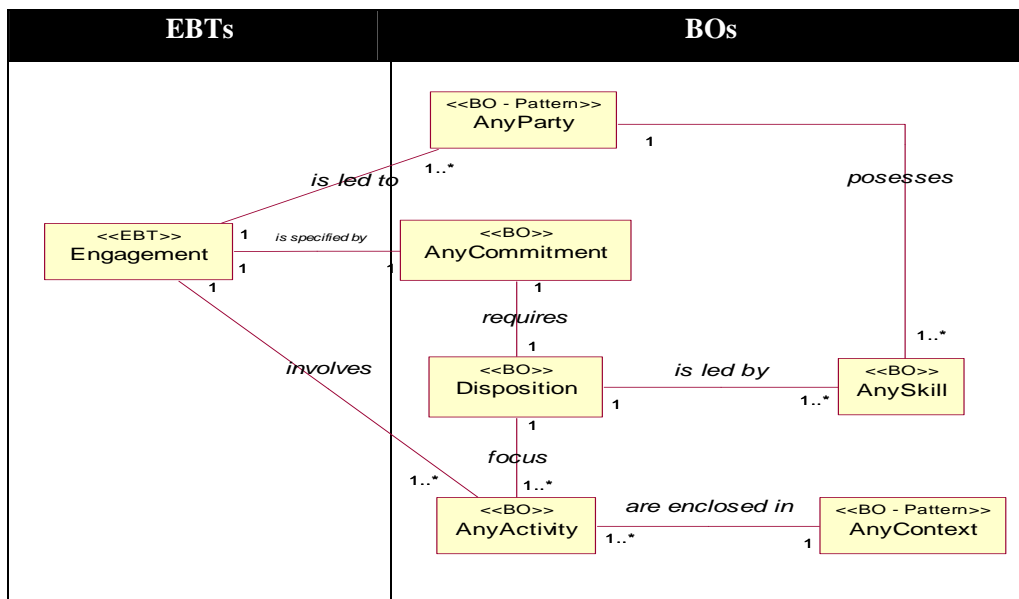 EBTs
BOs
<<BO - Pattern>>
AnyParty
1
1..*
is led to
posesses
<<EBT>>
Engagement
1
is specified by
1
1
1
<<BO>>
AnyCommitment
1
requires
1
1..*
involves
<<BO>>
Disposition
1
is led by
1..*
<<BO>>
AnySkill
1
focus
1..*
1..*
<<BO>>
AnyActivity
are enclosed in
1..*
1
<<BO - Pattern>>
AnyContext